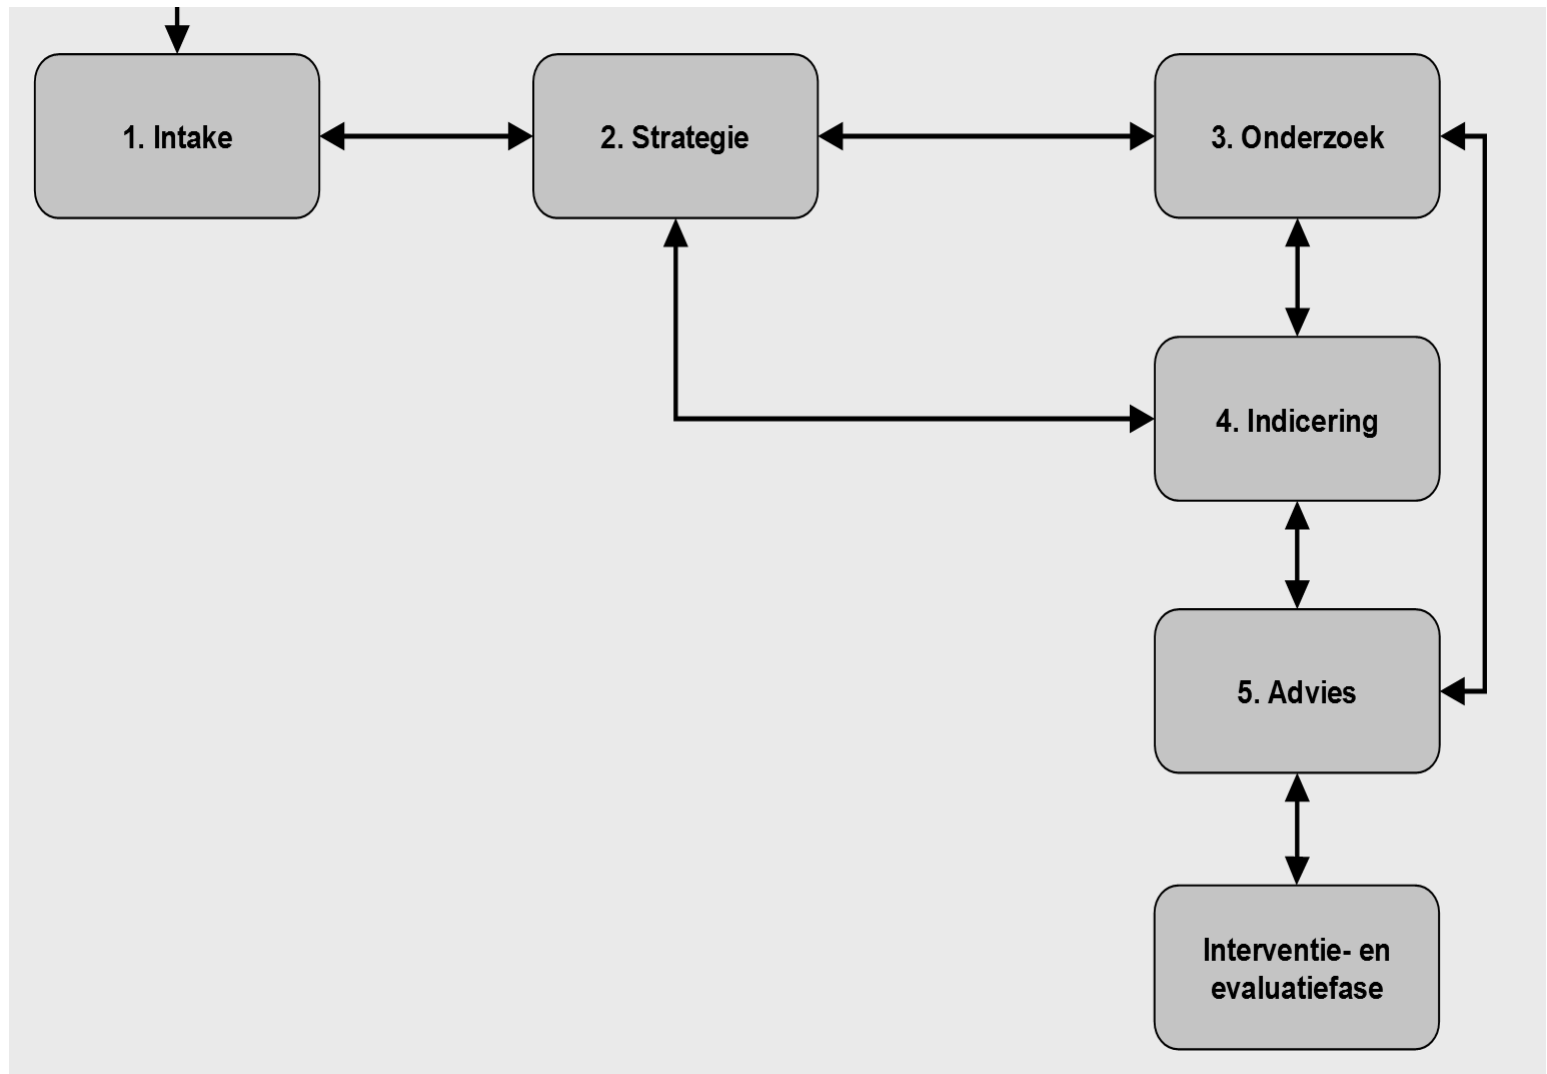 1. Intake
2. Strategie
3. Onderzoek
4. Indicering
5. Advies
Interventie- en
evaluatiefase